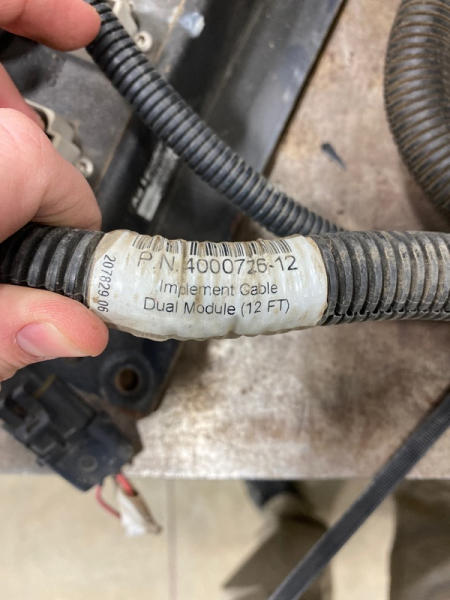 P.N.4000726-12
Implement Cable
Dual Module (12 FT)
207829 06